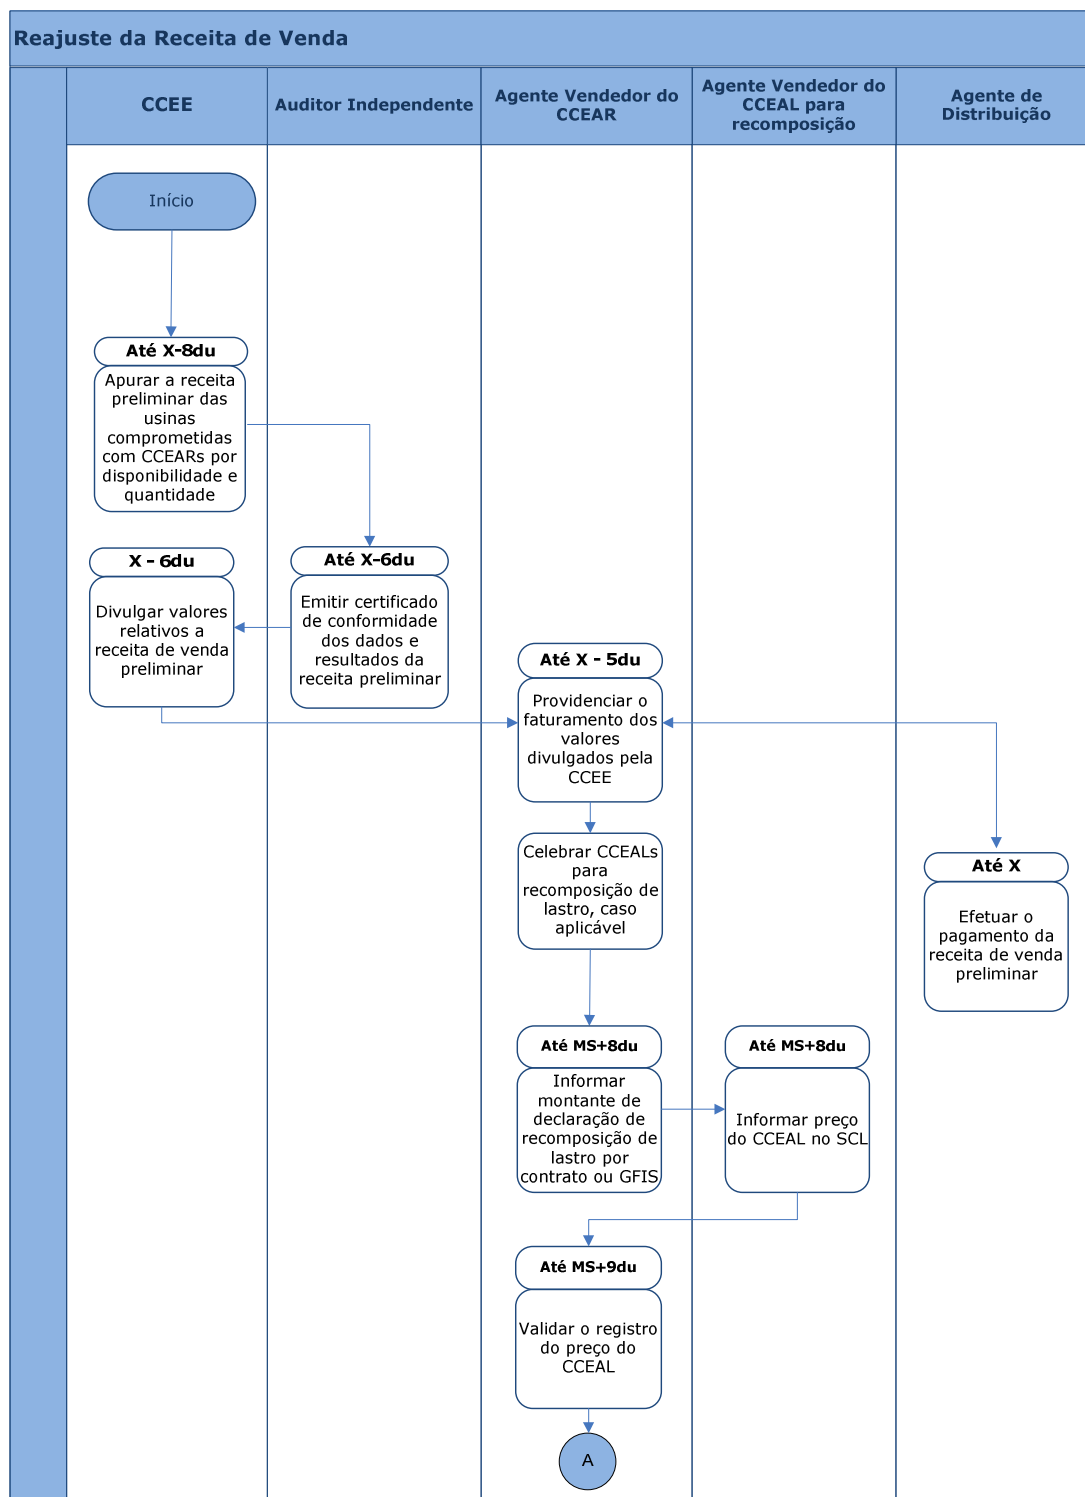 Reajuste da Receita de Venda
CCEE
Auditor Independente
Agente Vendedor do
CCEAR
Agente Vendedor do
CCEAL para
recomposição
Agente de
Distribuição
Início
Até X-8du
Apurar a receita
preliminar das
usinas
comprometidas
com CCEARs por
disponibilidade e
quantidade
X - 6du
Divulgar valores
relativos a
receita de venda
preliminar
Até X-6du
Emitir certificado
de conformidade
dos dados e
resultados da
receita preliminar
Até X - 5du
Providenciar o
faturamento dos
valores
divulgados pela
CCEE
Celebrar CCEALs
para
recomposição de
lastro, caso
aplicável
Até X
Efetuar o
pagamento da
receita de venda
preliminar
Até MS+8du
Informar
montante de
declaração de
recomposição de
lastro por
contrato ou GFIS
Até MS+8du
Informar preço
do CCEAL no SCL
Até MS+9du
Validar o registro
do preço do
CCEAL
A